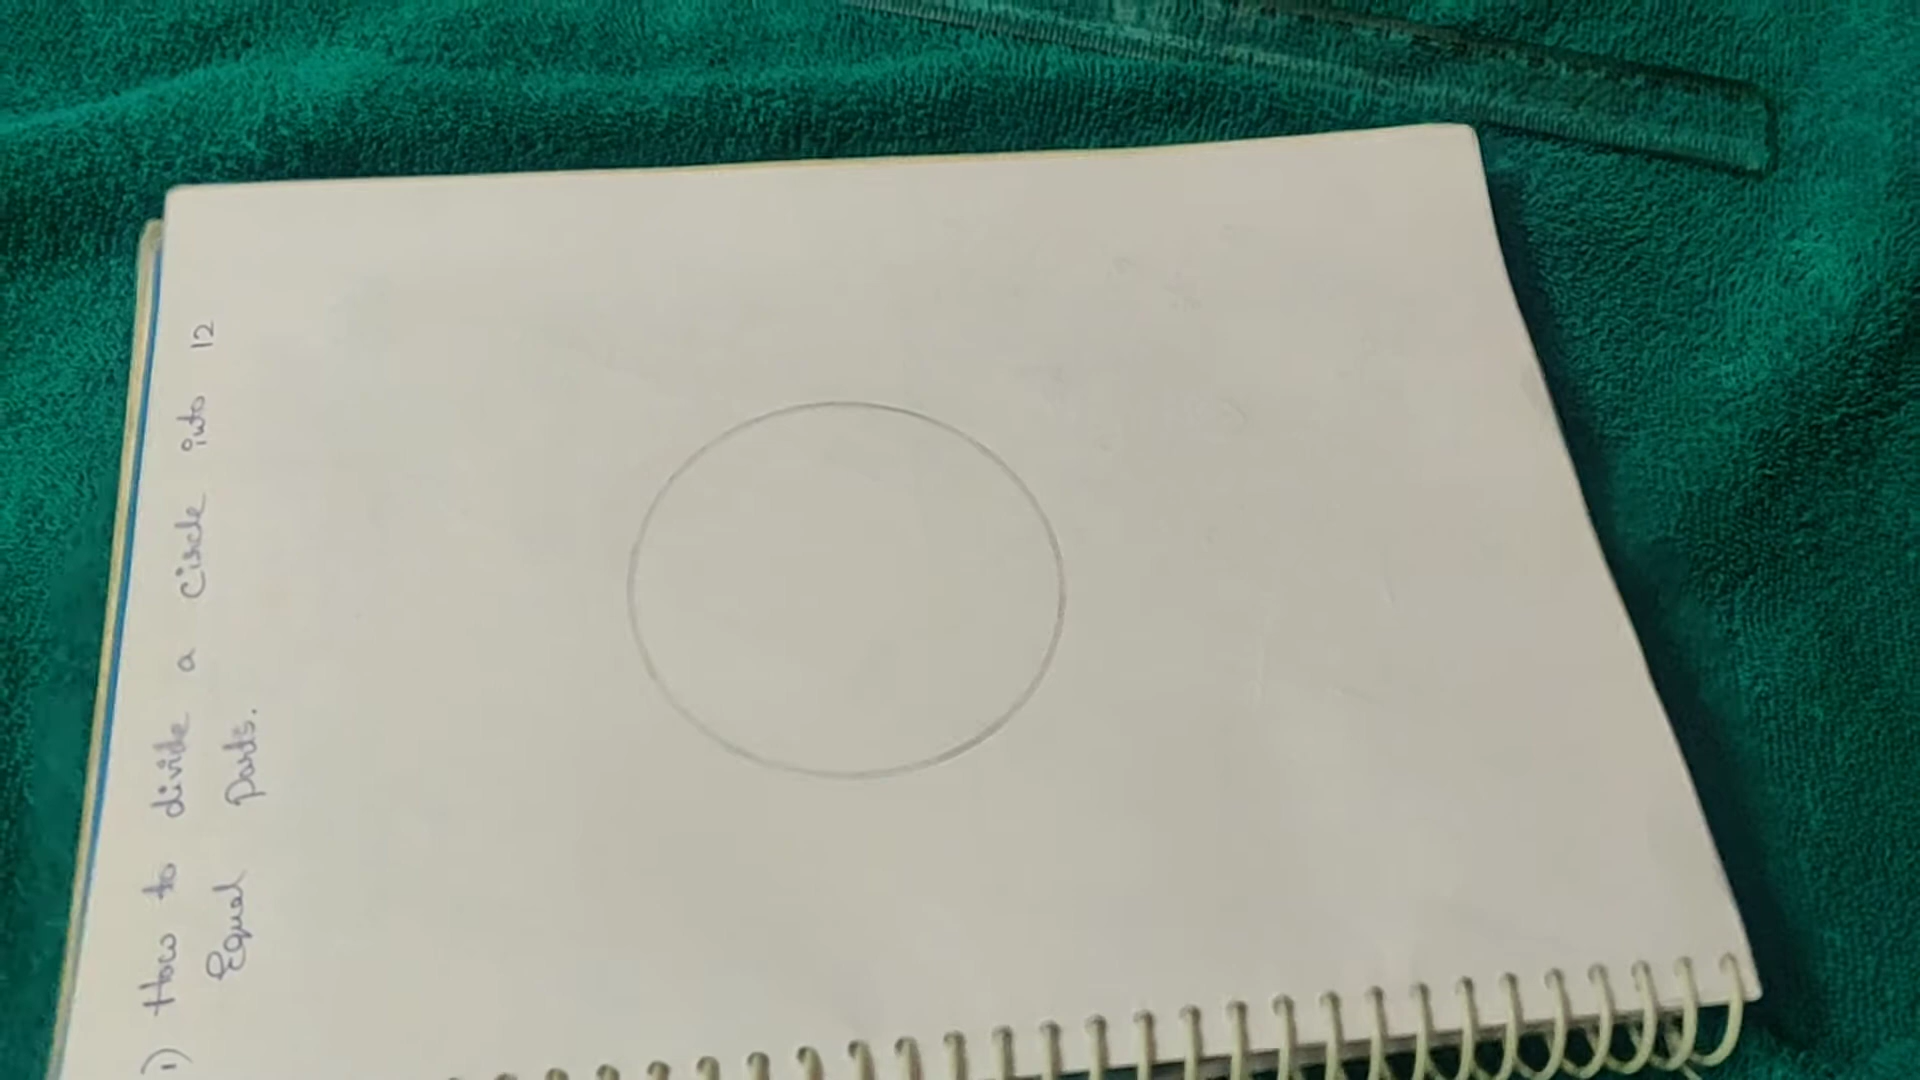 1) How to divide a circle into 12
Equal Parts.